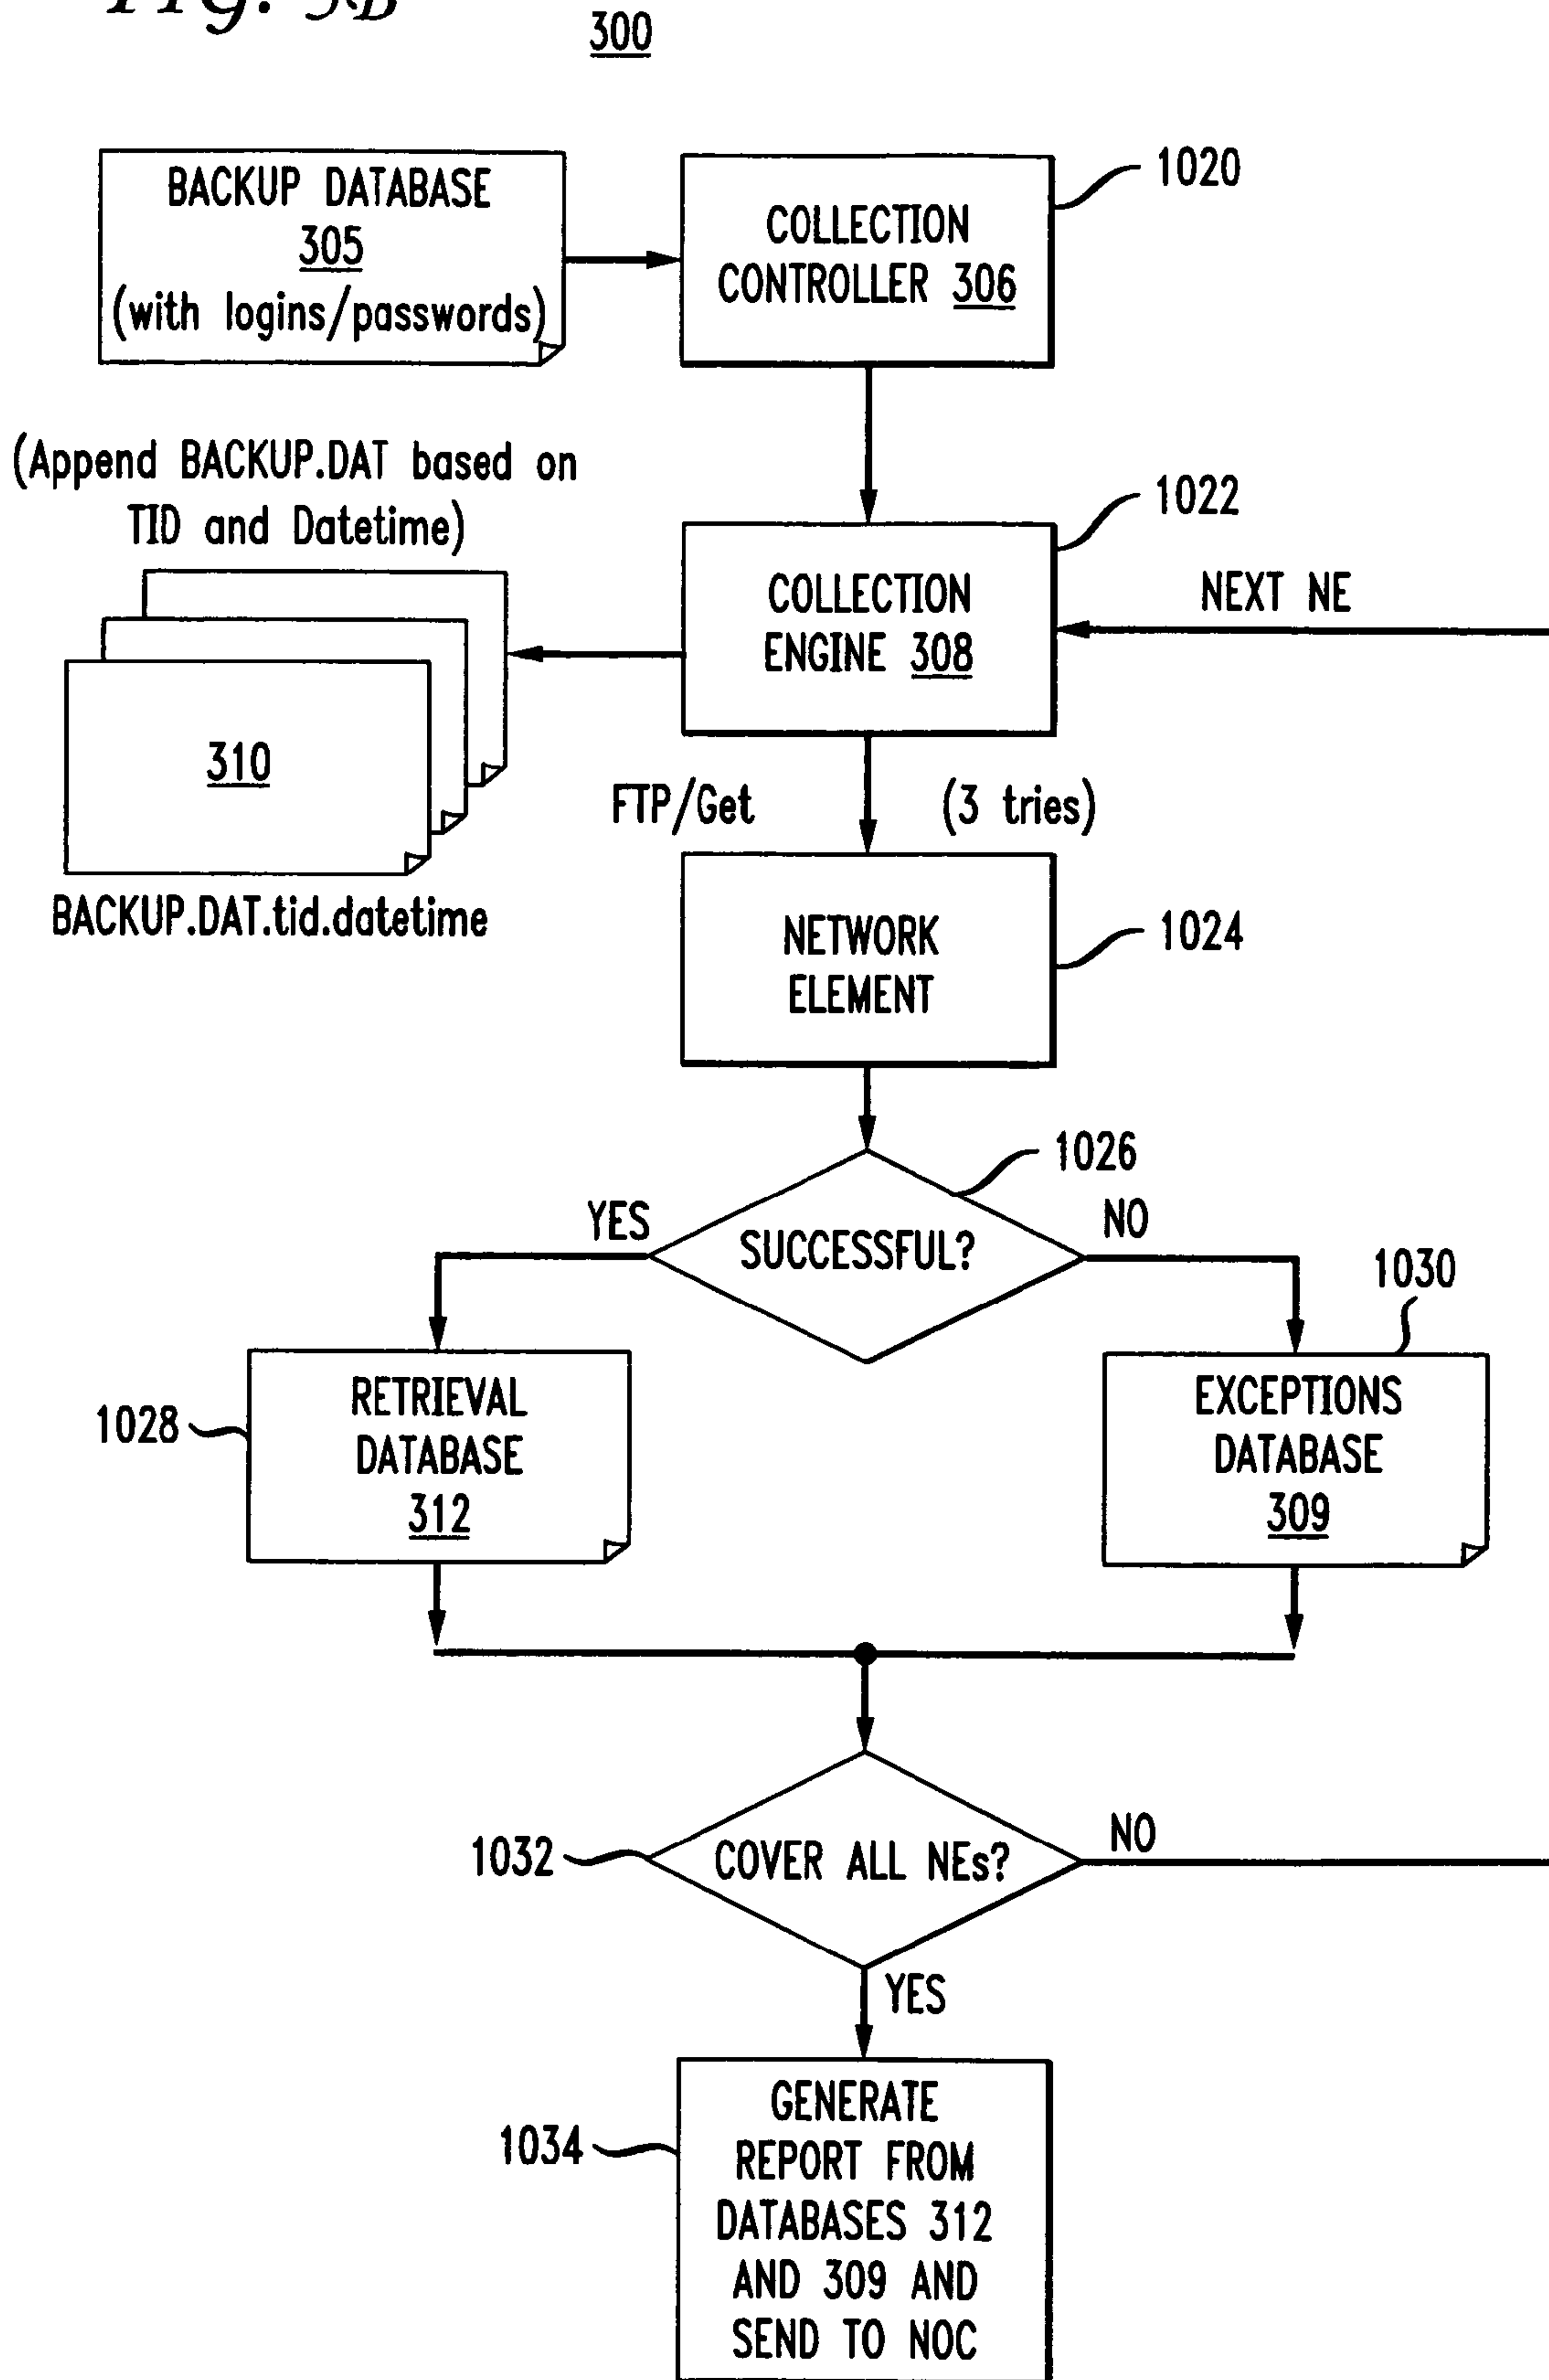 FIG. 3B
300
BACKUP DATABASE
305
(with logins/passwords)
COLLECTION
CONTROLLER 306
1020
(Append BACKUP.DAT based on
TID and Datetime)
310
BACKUP.DAT.tid.datetime
COLLECTION
ENGINE 308
1022
NEXT NE
FTP/Get
(3 tries)
NETWORK
ELEMENT
1024
SUCCESSFUL?
1026
YES
NO
RETRIEVAL
DATABASE
312
1028
EXCEPTIONS
DATABASE
309
1030
COVER ALL NEs?
1032
NO
YES
GENERATE
REPORT FROM
DATABASES 312
AND 309 AND
SEND TO NOC
1034